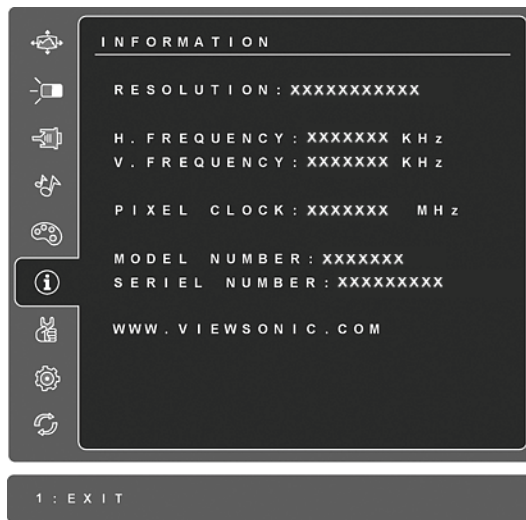 INFORMATION
RESOLUTION: XXXXXXXXXXX
H. FREQUENCY: XXXXXXX KHz
V. FREQUENCY: XXXXXXX KHz
PIXEL CLOCK: XXXXXXX MHz
MODEL NUMBER: XXXXXXX
SERIEL NUMBER: XXXXXXXXX
WWW.VIEWSONIC.COM
1:EXIT